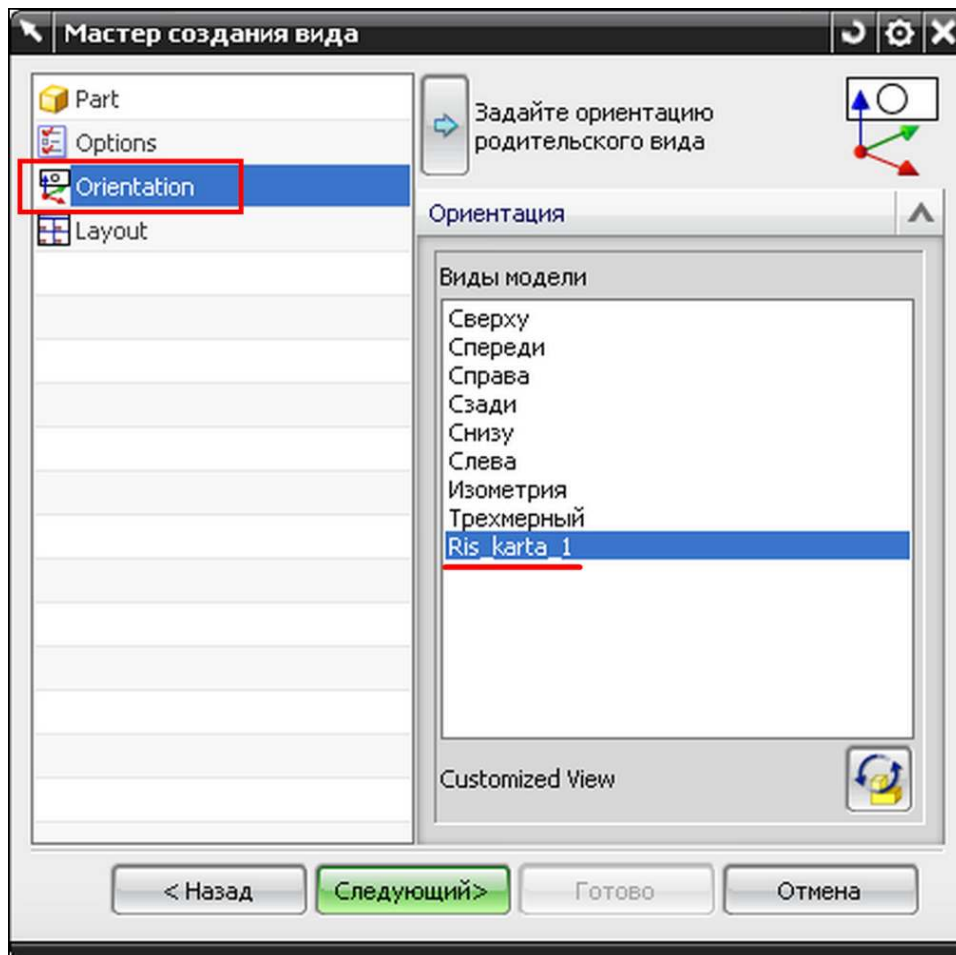 Мастер создания вида
Part
Options
Orientation
Layout
Задайте ориентацию
родительского вида
Ориентация
Виды модели
Сверху
Спереди
Справа
Сзади
Снизу
Слева
Изометрия
Трехмерный
Ris_karta_1
Customized View
< Назад
Следующий>
Готово
Отмена